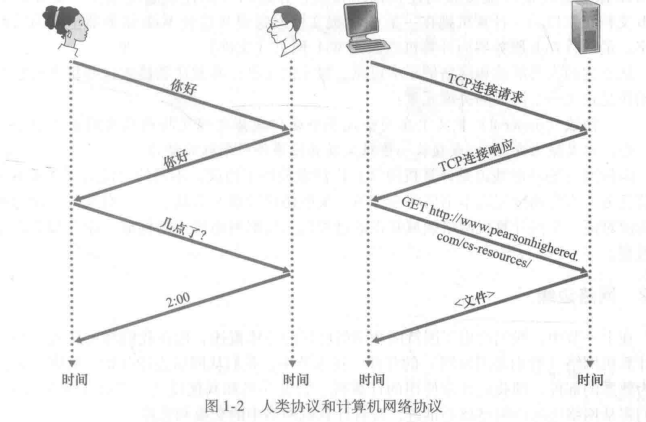 你好
你好
几点了?
2:00
TCP连接请求
TCP连接响应
GET http://www.pearsonhighered.
com/cs-resources/
<文件>
时间
时间
时间
时间
图1-2 人类协议和计算机网络协议